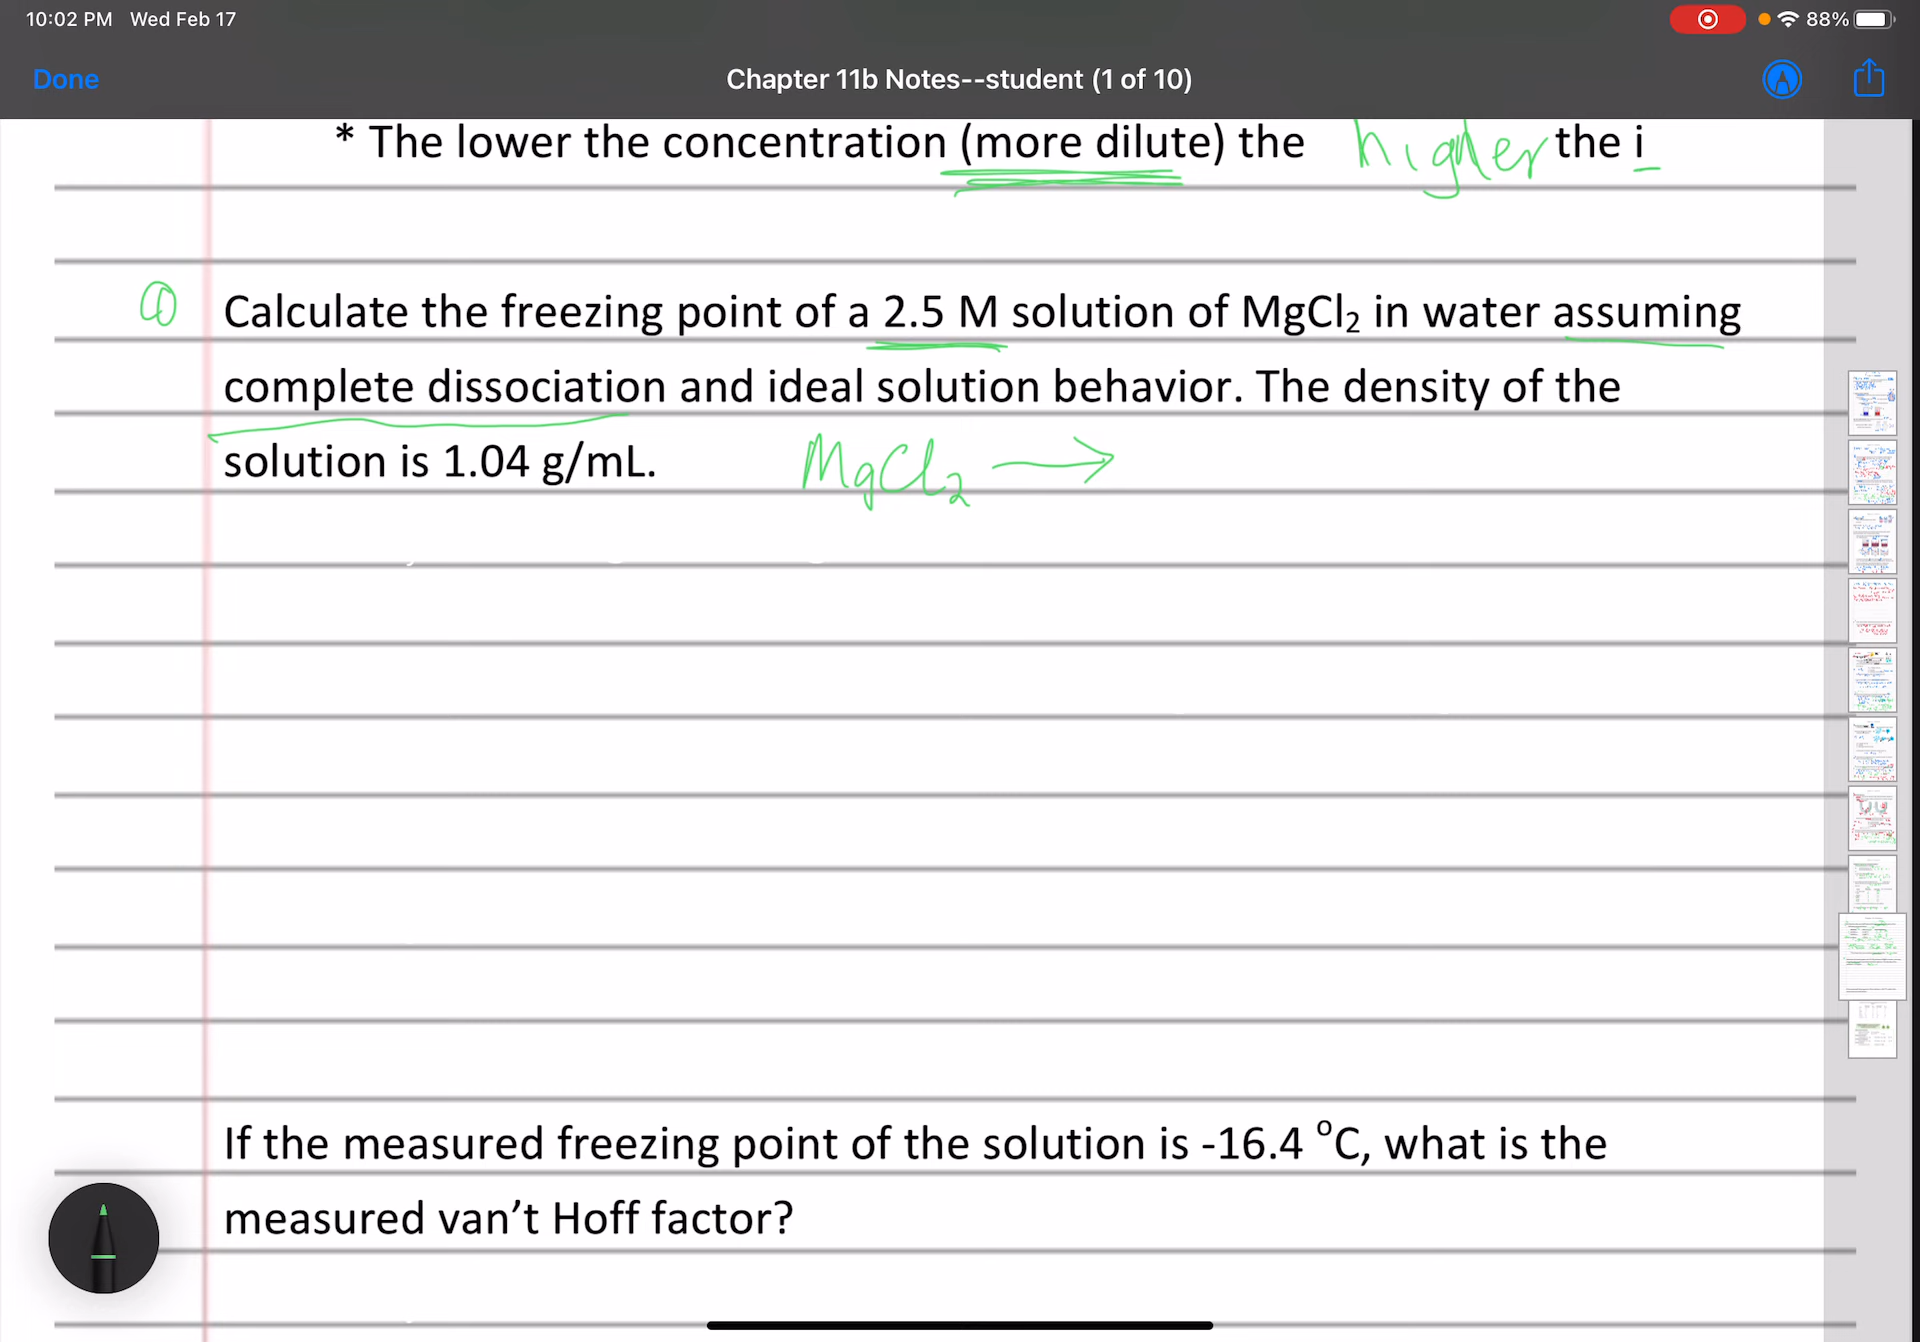 10:02 PM Wed Feb 17
88%
Done
Chapter 11b Notes--student (1 of 10)
* The lower the concentration (more dilute) the higher the i
① Calculate the freezing point of a 2.5 M solution of MgCl₂ in water assuming
complete dissociation and ideal solution behavior. The density of the
solution is 1.04 g/mL. MgCl₂ →
If the measured freezing point of the solution is -16.4 °C, what is the
measured van’t Hoff factor?